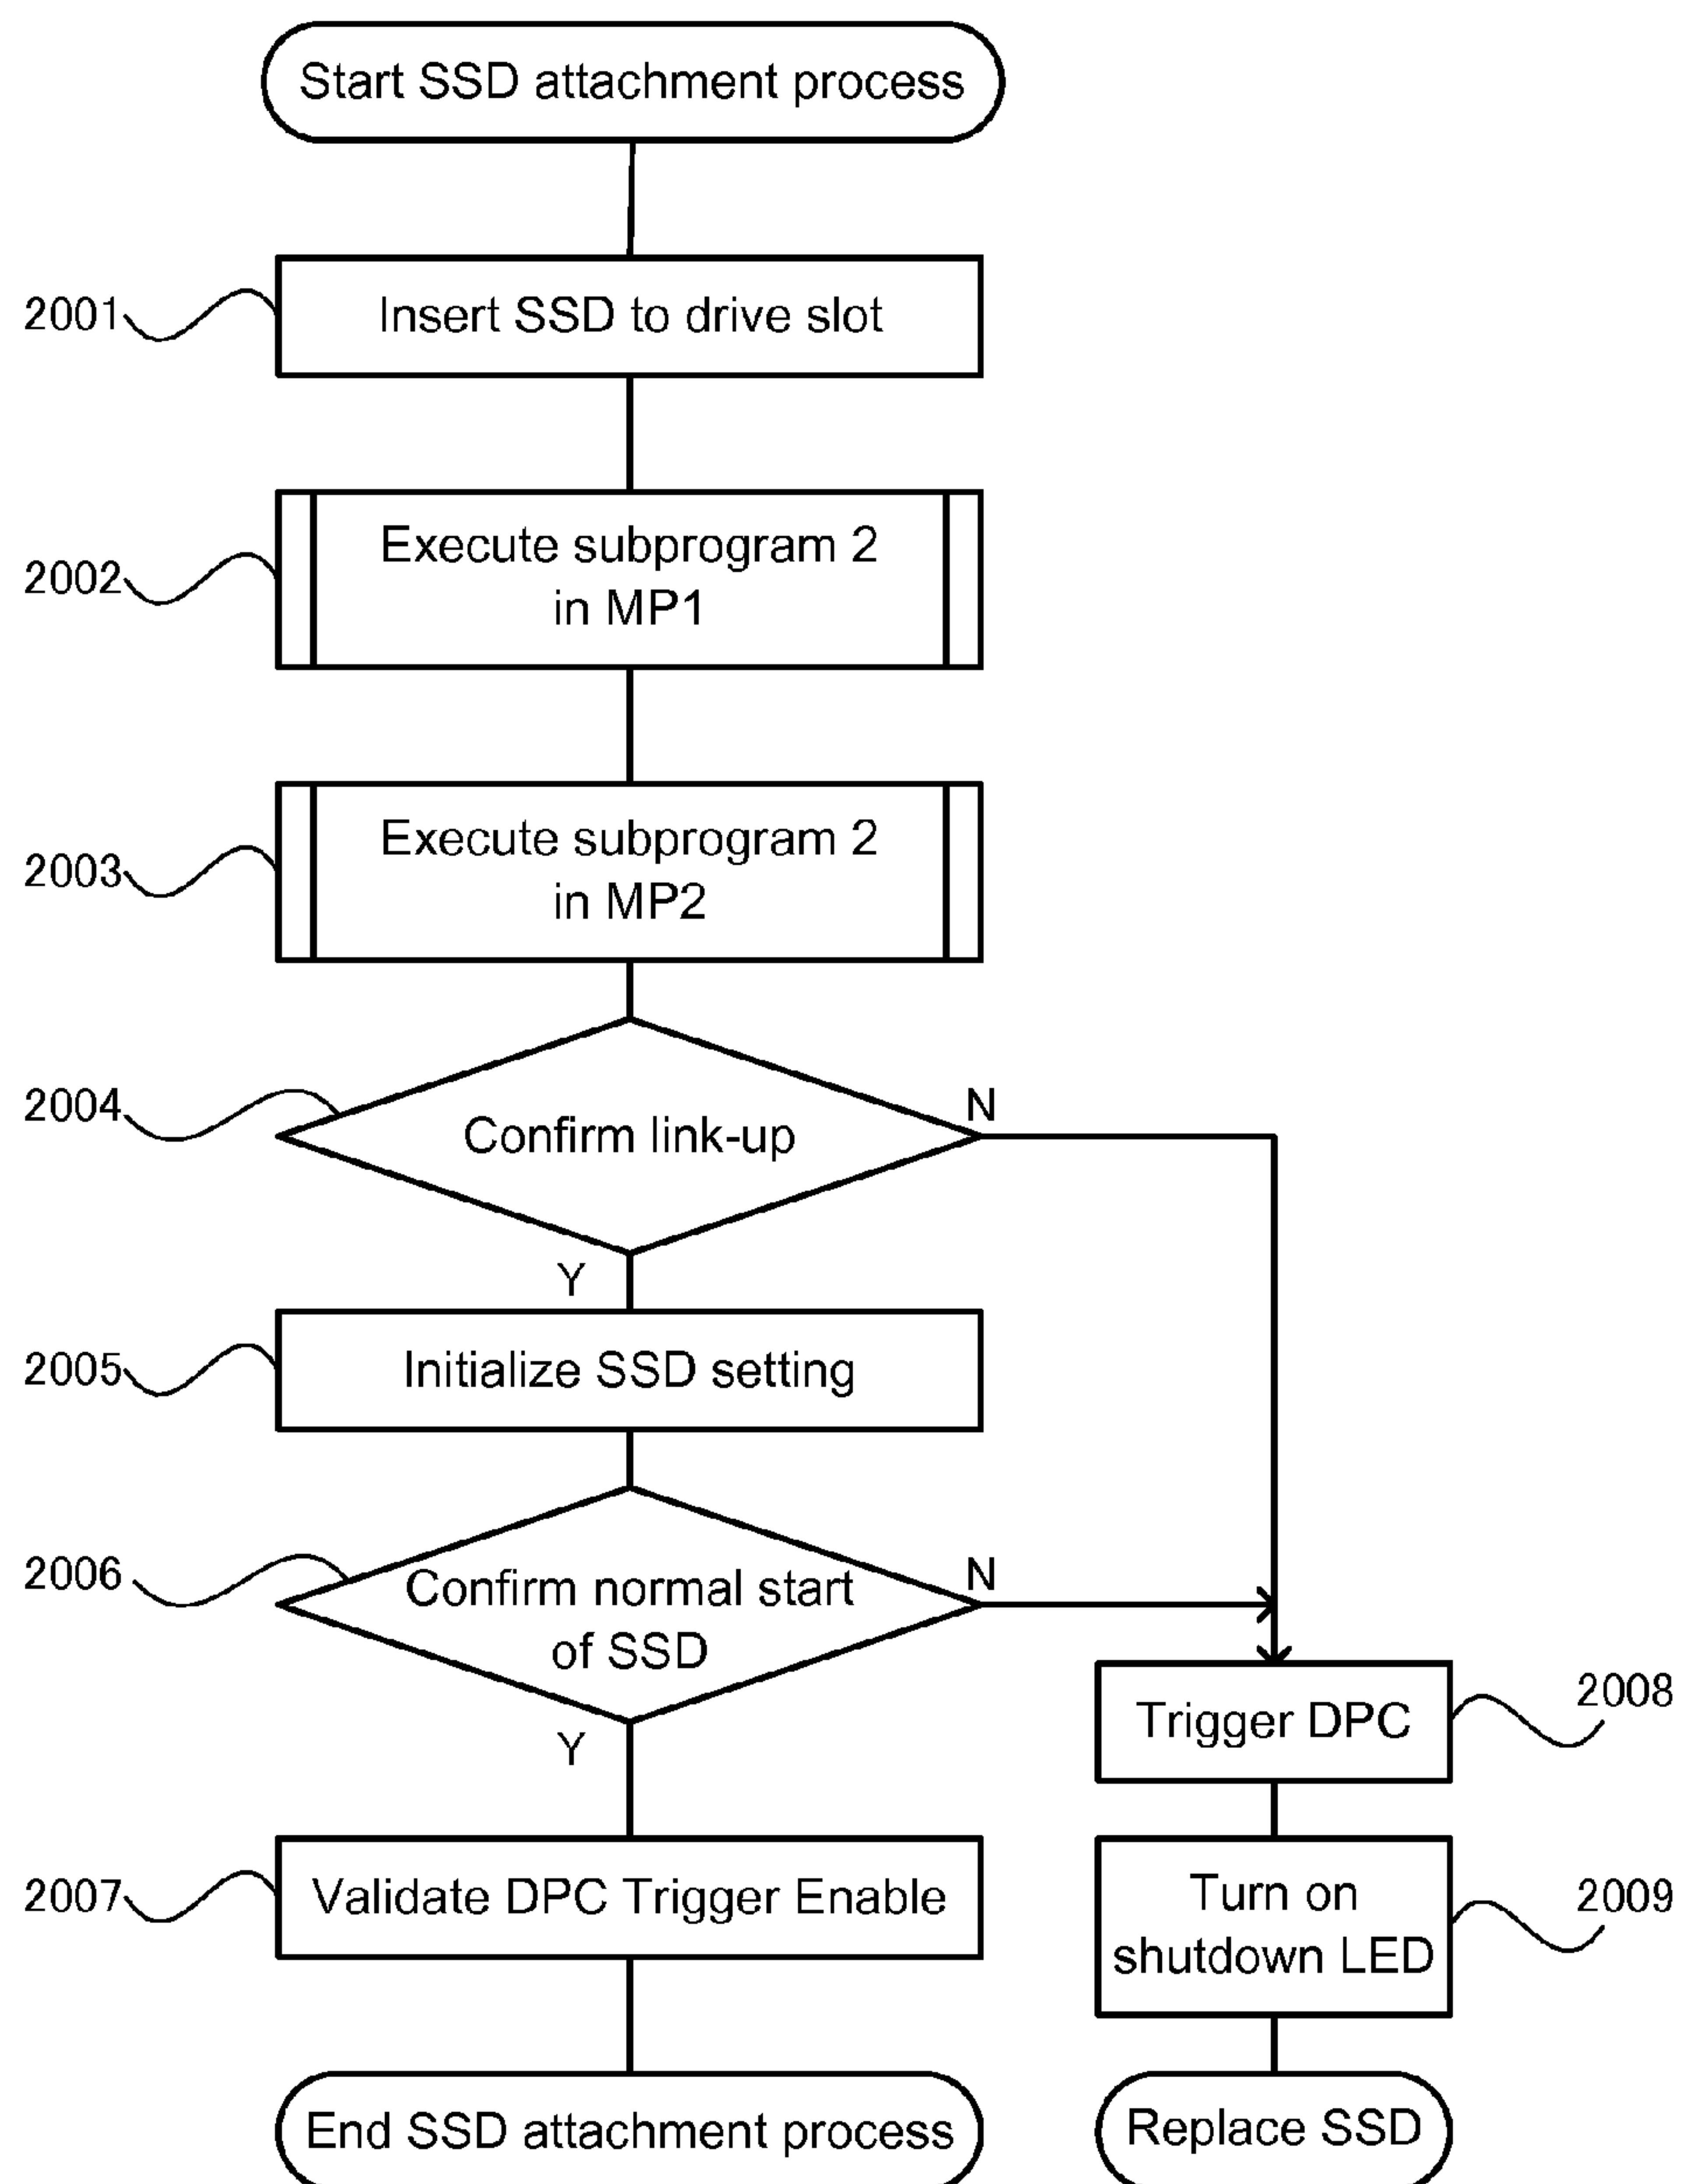 Start SSD attachment process
2001
Insert SSD to drive slot
2002
Execute subprogram 2
in MP1
2003
Execute subprogram 2
in MP2
2004
Confirm link-up
N
Y
2005
Initialize SSD setting
2006
Confirm normal start
of SSD
N
Y
2008
Trigger DPC
2007
Validate DPC Trigger Enable
2009
Turn on
shutdown LED
End SSD attachment process
Replace SSD